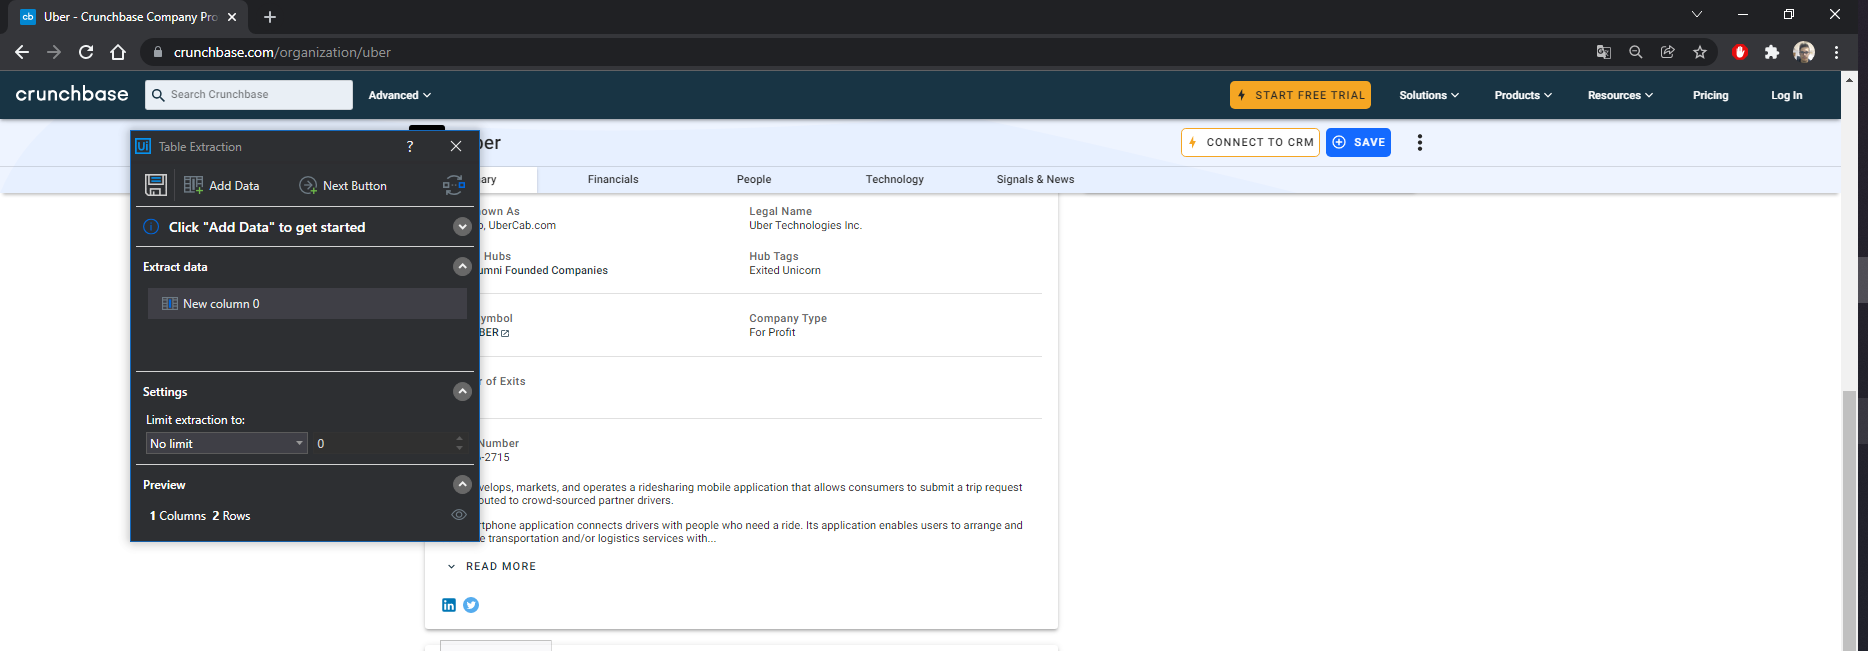 Uber - Crunchbase Company Pro
crunchbase.com/organization/uber
crunchbase
Search Crunchbase
Advanced
START FREE TRIAL
Solutions
Products
Resources
Pricing
Log In
Ui Table Extraction
?
ber
CONNECT TO CRM
SAVE
Add Data
Next Button
ary
Financials
People
Technology
Signals & News
Click "Add Data" to get started
Extract data
New column 0
Settings
Limit extraction to:
No limit
0
Preview
1 Columns 2 Rows
own As
Legal Name
, UberCab.com
Uber Technologies Inc.
Hubs
Hub Tags
umni Founded Companies
Exited Unicorn
ymbol
Company Type
BER
For Profit
r of Exits
Number
-2715
velops, markets, and operates a ridesharing mobile application that allows consumers to submit a trip request
outed to crowd-sourced partner drivers.
rtphone application connects drivers with people who need a ride. Its application enables users to arrange and
e transportation and/or logistics services with...
READ MORE